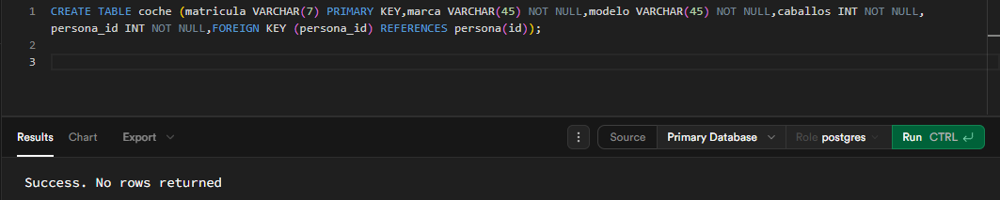 1 CREATE TABLE coche (matricula VARCHAR(7) PRIMARY KEY,marca VARCHAR(45) NOT NULL,modelo VARCHAR(45) NOT NULL,caballos INT NOT NULL,
persona_id INT NOT NULL,FOREIGN KEY (persona_id) REFERENCES persona(id));
2
3
Results Chart Export Source Primary Database Role postgres Run CTRL ↵
Success. No rows returned